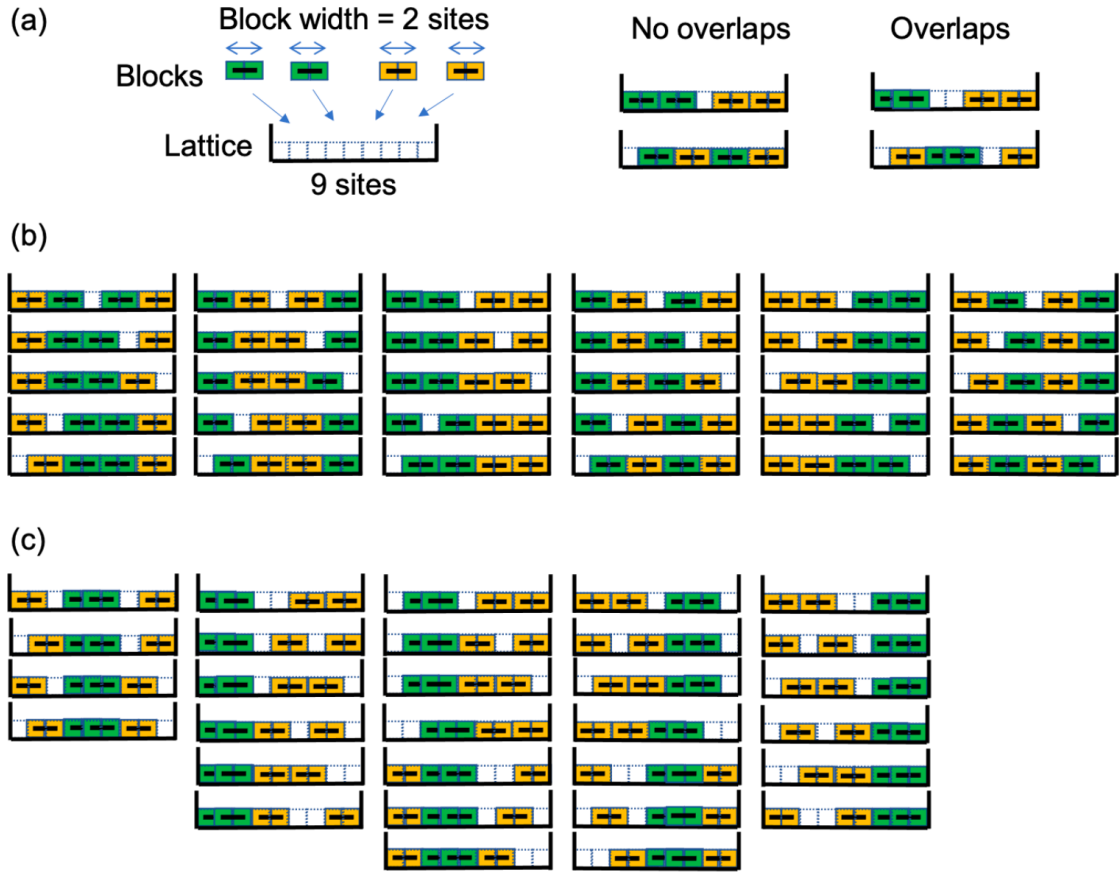 (a)
Block width = 2 sites
No overlaps
Overlaps
Blocks
Lattice
9 sites
(b)
(c)